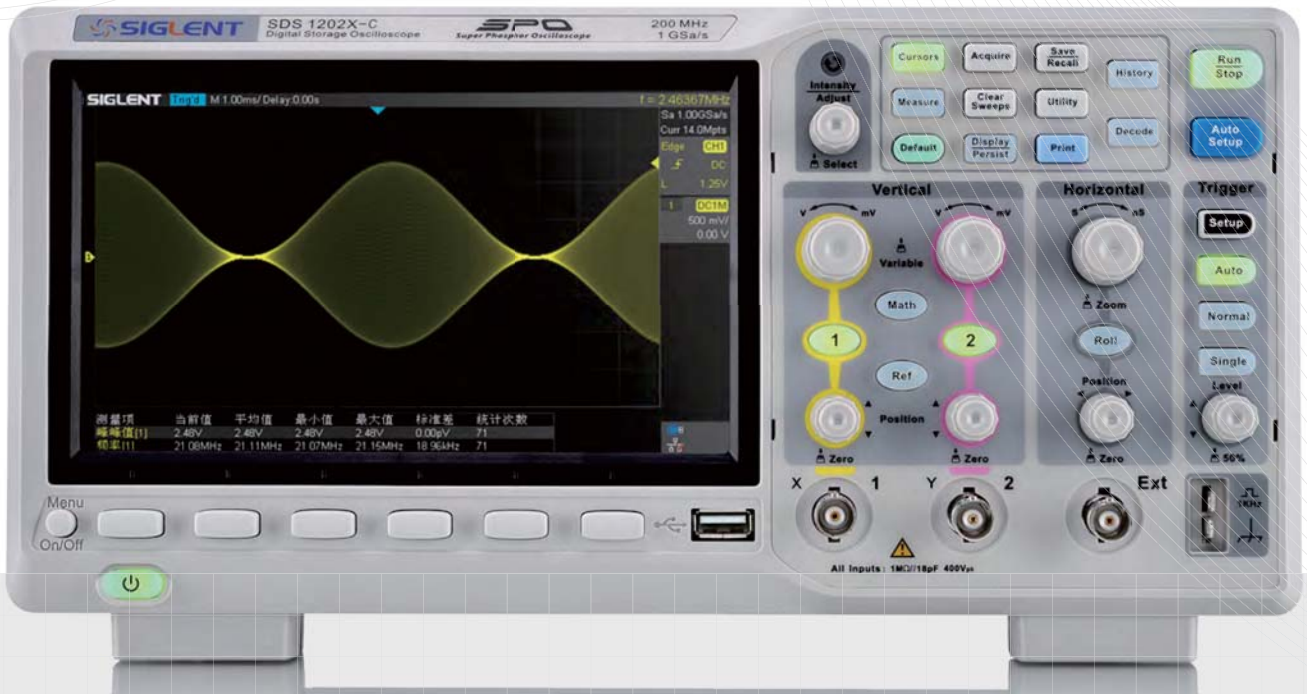 SIGLENT SDS 1202X-C SPO 200 MHz
Digital Storage Oscilloscope Super Phosphor Oscilloscope 1 GSa/s
SIGLENT Trig'd M 1.00ms/ Delay:0.00s f = 2.46367MHz
Sa 1.00GSa/s
Curr 14.0Mpts
Edge CH1
DC
L 1.25V
1 DC1M
500 mV/
0.00 V
测量项 当前值 平均值 最小值 最大值 标准差 统计次数
峰峰值[1] 2.48V 2.48V 2.48V 2.48V 0.00pV 71
频率[1] 21.08MHz 21.11MHz 21.07MHz 21.15MHz 18.96kHz 71
Menu
On/Off
Intensity
Adjust
Select
Cursors Acquire Save Recall History
Measure Clear Sweeps Utility Decode
Default Display Persist Print
Run
Stop
Auto
Setup
Vertical Horizontal Trigger
V mV V mV S nS
Setup
Variable
Auto
Zoom
Math
Normal
1 2 Roll
Single
Ref Position Level
Position
Zero Zero Zero 50%
X 1 Y 2 Ext
1KHz
All Inputs: 1MΩ//18pF 400Vpk